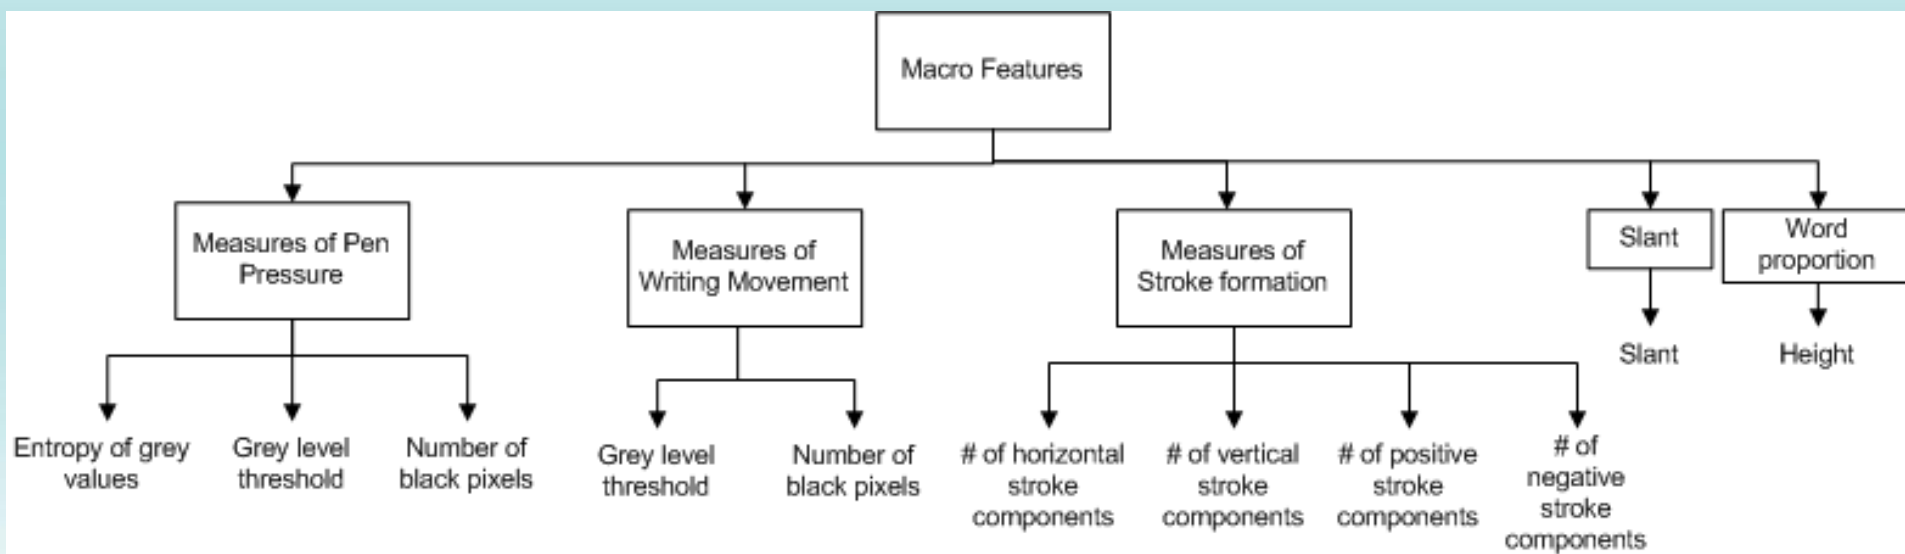 Macro Features
Measures of Pen
Pressure
Measures of
Writing Movement
Measures of
Stroke formation
Slant
Word
proportion
Entropy of grey
values
Grey level
threshold
Number of
black pixels
Grey level
threshold
Number of
black pixels
# of horizontal
stroke
components
# of vertical
stroke
components
# of positive
stroke
components
# of
negative
stroke
components
Slant
Height